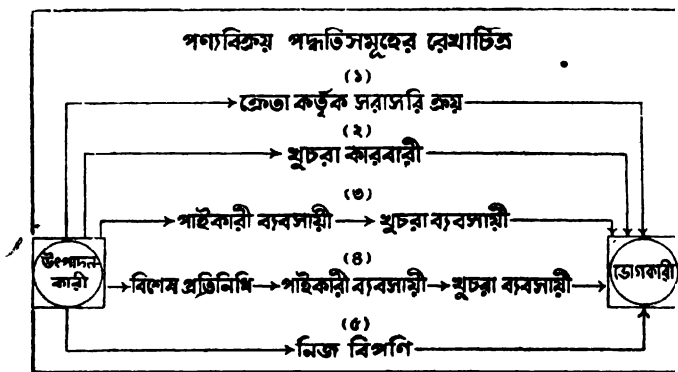 পণ্যবিক্রয় পদ্ধতিসমূহের রেখাচিত্র
(১)
ক্রেতা কর্তৃক সরাসরি ক্রয়
(২)
খুচরা কারবারী
(৩)
পাইকারী ব্যবসায়ী খুচরা ব্যবসায়ী
উৎপাদন-
কারী
(৪)
বিশেষ প্রতিনিধি পাইকারী ব্যবসায়ী খুচরা ব্যবসায়ী
ভোগকারী
(৫)
নিজ বিপণি